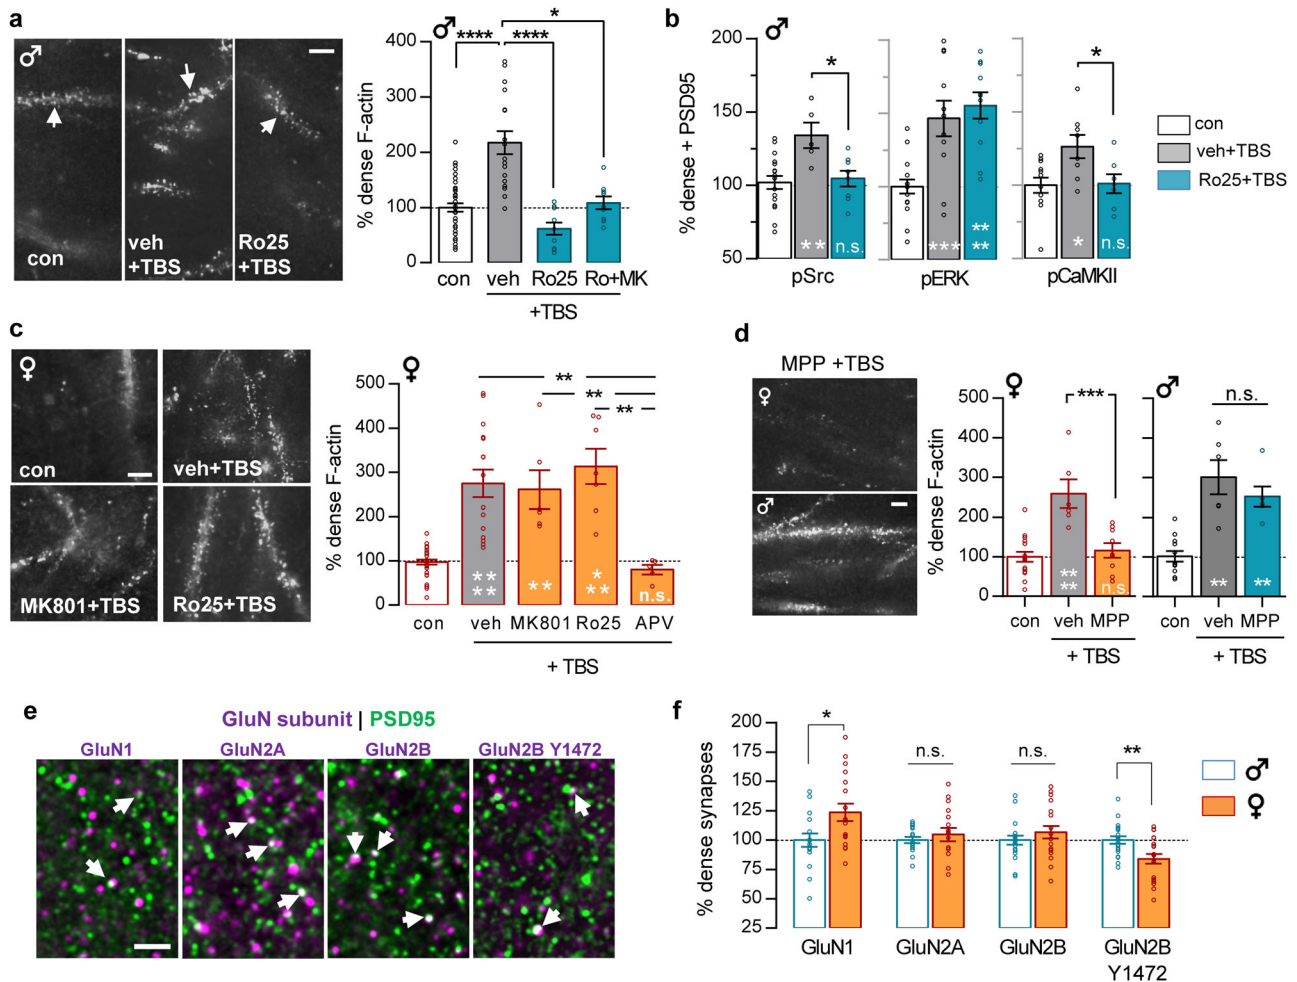 a
♂
con
veh
+TBS
Ro25
+TBS
♂
% dense F-actin
400
300
200
100
0
****
****
*
con
veh
Ro25
Ro+MK
+TBS
b
♂
% dense + PSD95
200
150
100
50
*
*
**
n.s.
***
**
**
*
n.s.
pSrc
pERK
pCaMKII
con
veh+TBS
Ro25+TBS
c
♀
con
veh+TBS
MK801+TBS
Ro25+TBS
♀
% dense F-actin
500
400
300
200
100
0
**
**
**
**
**
**
*
**
n.s.
con
veh
MK801
Ro25
APV
+ TBS
d
MPP +TBS
♀
♂
% dense F-actin
500
400
300
200
100
0
♀
***
**
**
n.s.
con
veh
MPP
+ TBS
♂
n.s.
**
**
con
veh
MPP
+ TBS
e
GluN subunit | PSD95
GluN1
GluN2A
GluN2B
GluN2B Y1472
f
% dense synapses
200
175
150
125
100
75
50
25
*
n.s.
n.s.
**
GluN1
GluN2A
GluN2B
GluN2B
Y1472
♂
♀